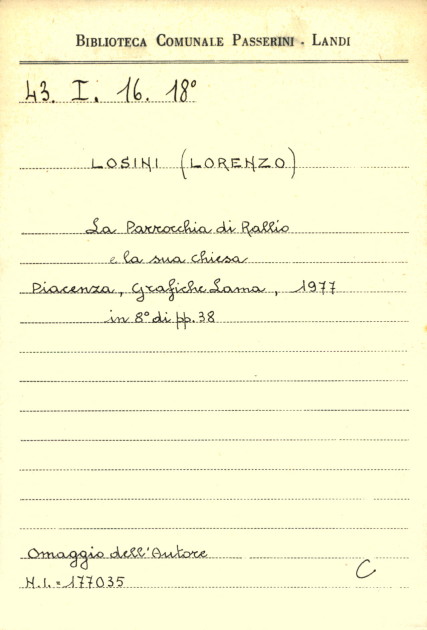 BIBLIOTECA COMUNALE PASSERINI - LANDI
43. I. 16. 18°
LOSINI (LORENZO)
La Parrocchia di Rallio
e la sua chiesa
Piacenza, Grafiche Lama, 1977
in 8° di pp. 38
Omaggio dell'Autore
N.I. = 177035
C